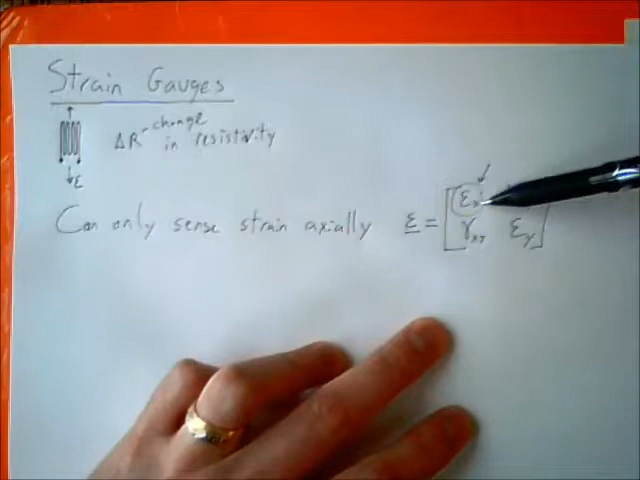 Strain Gauges
ΔR - change
in resistivity
ε
Can only sense strain axially ε = [ εx
γxy εy ]